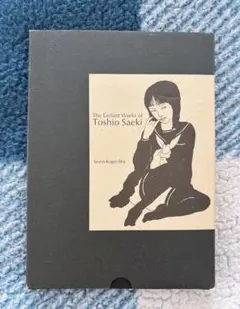 The Earliest Works of
Toshio Saeki